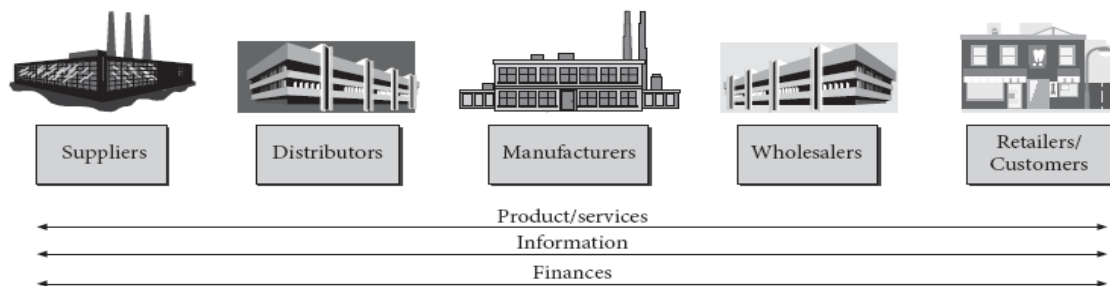 Suppliers
Distributors
Manufacturers
Wholesalers
Retailers/
Customers
Product/services
Information
Finances